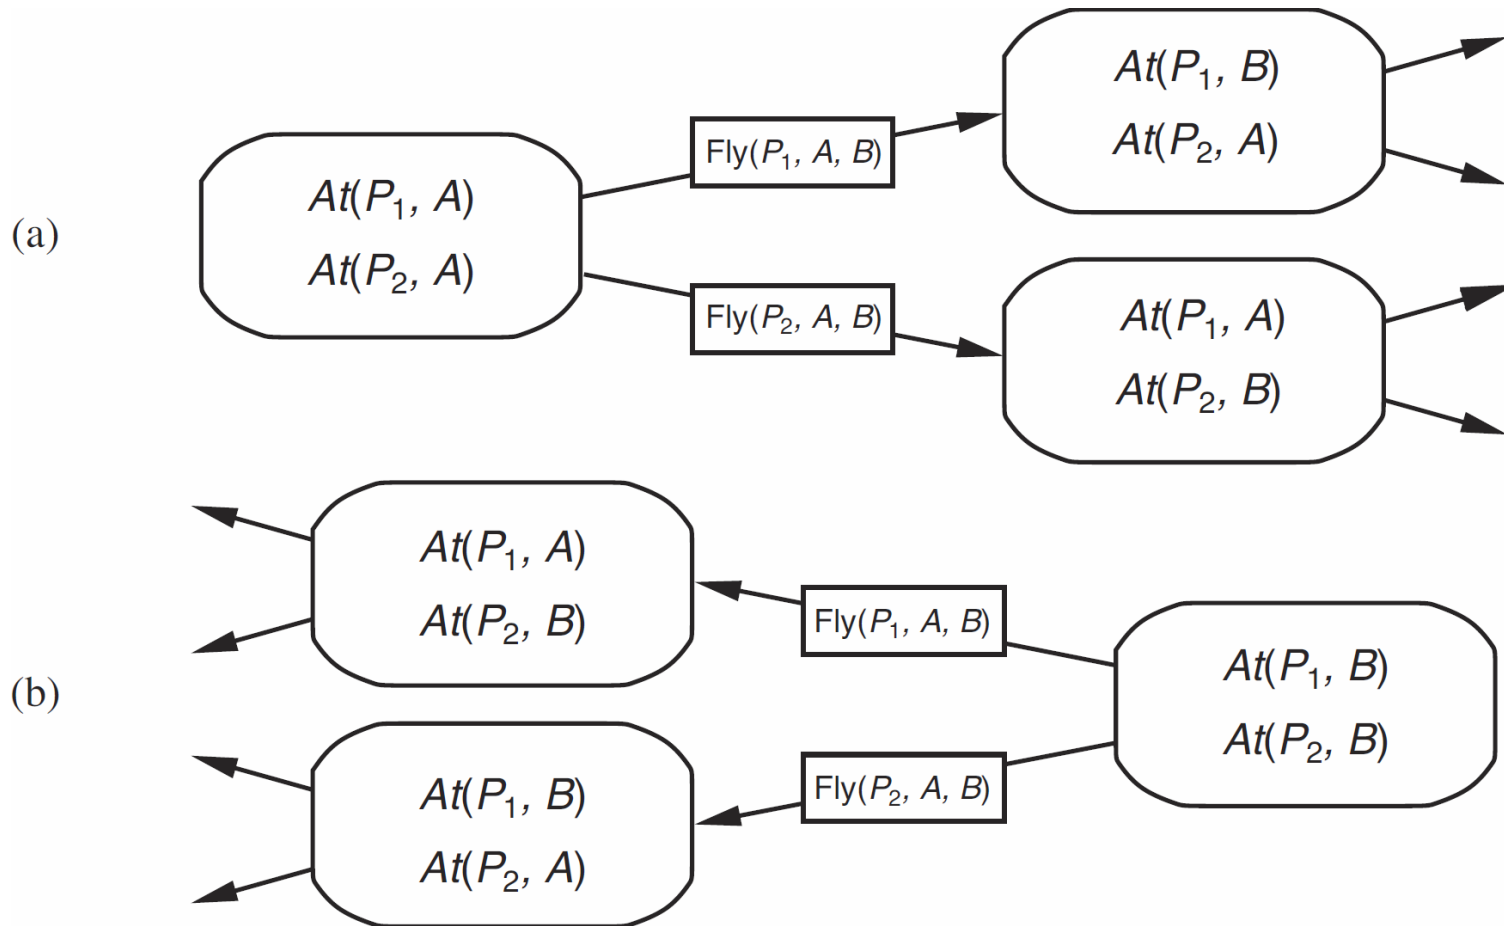 (a)
At(P₁, A)
At(P₂, A)
Fly(P₁, A, B)
Fly(P₂, A, B)
At(P₁, B)
At(P₂, A)
At(P₁, A)
At(P₂, B)
(b)
At(P₁, A)
At(P₂, B)
At(P₁, B)
At(P₂, A)
Fly(P₁, A, B)
Fly(P₂, A, B)
At(P₁, B)
At(P₂, B)